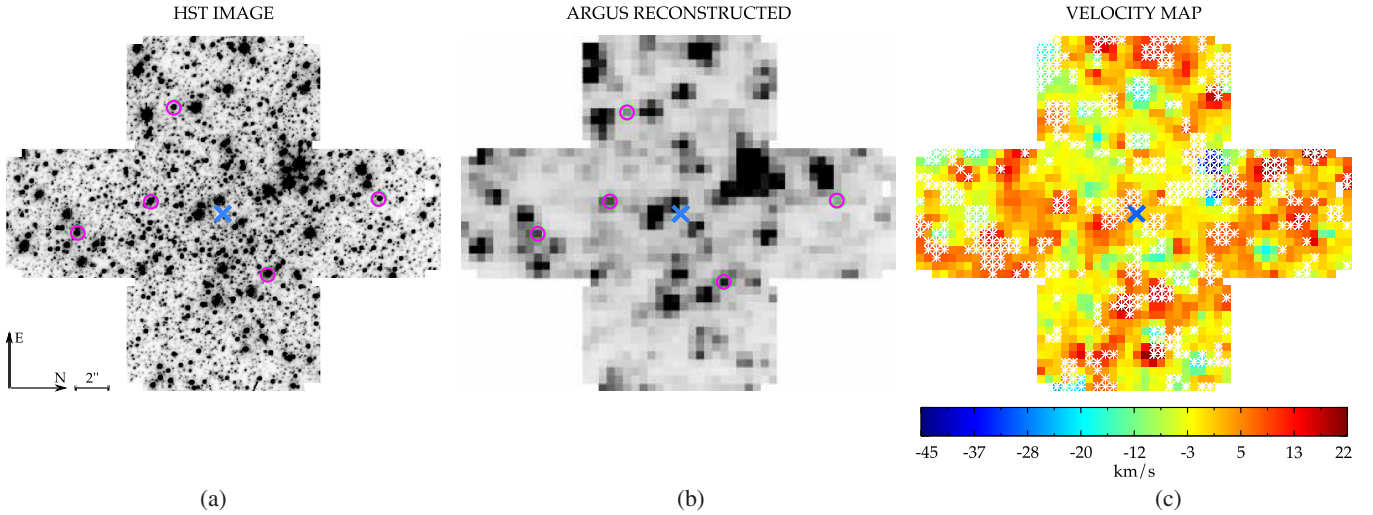 HST IMAGE
ARGUS RECONSTRUCTED
VELOCITY MAP
E
N 2"
-45 -37 -28 -20 -12 -3 5 13 22
km/s
(a)
(b)
(c)